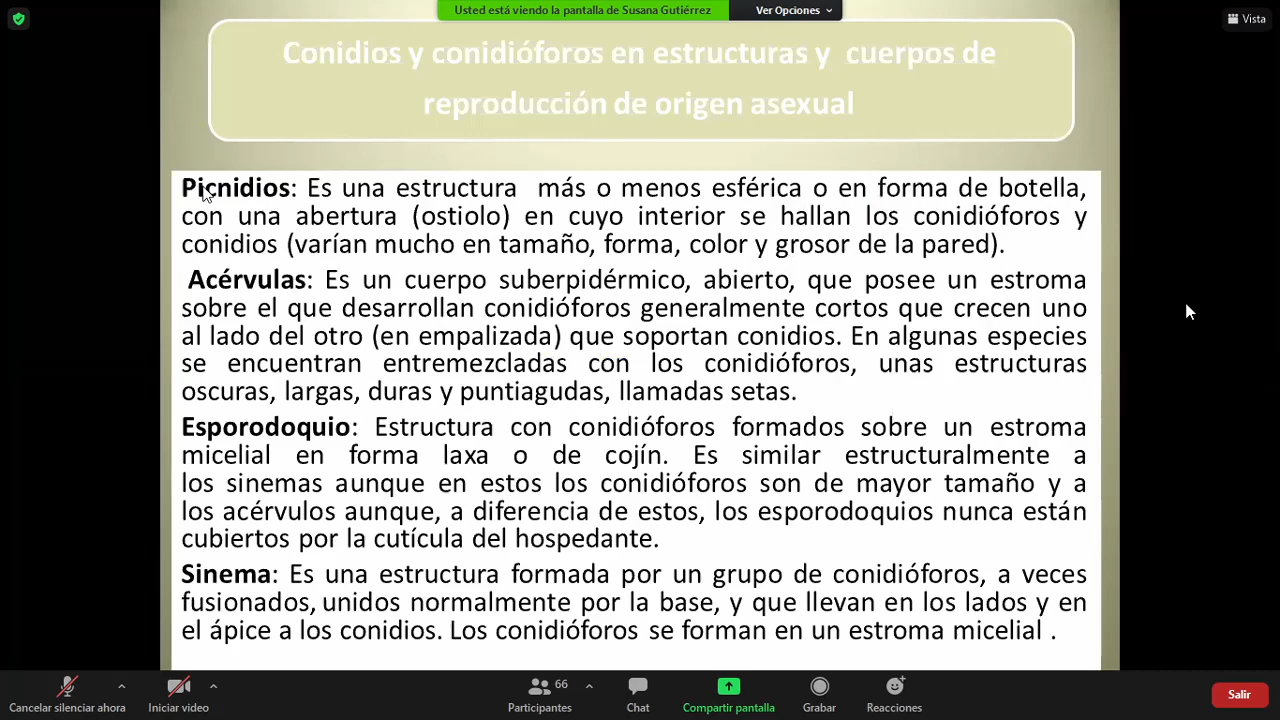 Usted está viendo la pantalla de Susana Gutiérrez
Ver Opciones
Vista
Conidios y conidióforos en estructuras y cuerpos de
reproducción de origen asexual
Picnidios: Es una estructura más o menos esférica o en forma de botella,
con una abertura (ostiolo) en cuyo interior se hallan los conidióforos y
conidios (varían mucho en tamaño, forma, color y grosor de la pared).
Acérvulas: Es un cuerpo suberpidérmico, abierto, que posee un estroma
sobre el que desarrollan conidióforos generalmente cortos que crecen uno
al lado del otro (en empalizada) que soportan conidios. En algunas especies
se encuentran entremezcladas con los conidióforos, unas estructuras
oscuras, largas, duras y puntiagudas, llamadas setas.
Esporodoquio: Estructura con conidióforos formados sobre un estroma
micelial en forma laxa o de cojín. Es similar estructuralmente a
los sinemas aunque en estos los conidióforos son de mayor tamaño y a
los acérvulos aunque, a diferencia de estos, los esporodoquios nunca están
cubiertos por la cutícula del hospedante.
Sinema: Es una estructura formada por un grupo de conidióforos, a veces
fusionados, unidos normalmente por la base, y que llevan en los lados y en
el ápice a los conidios. Los conidióforos se forman en un estroma micelial .
Cancelar silenciar ahora
Iniciar video
66
Participantes
Chat
Compartir pantalla
Grabar
Reacciones
Salir